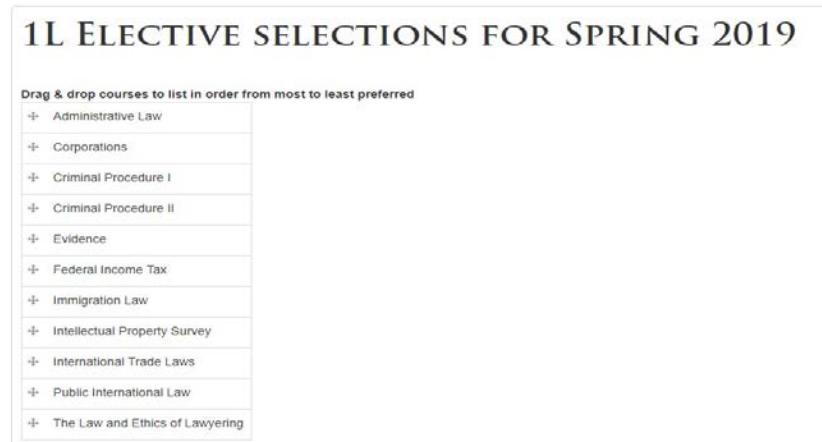 1L Elective selections for Spring 2019
Drag & drop courses to list in order from most to least preferred
Administrative Law
Corporations
Criminal Procedure I
Criminal Procedure II
Evidence
Federal Income Tax
Immigration Law
Intellectual Property Survey
International Trade Laws
Public International Law
The Law and Ethics of Lawyering